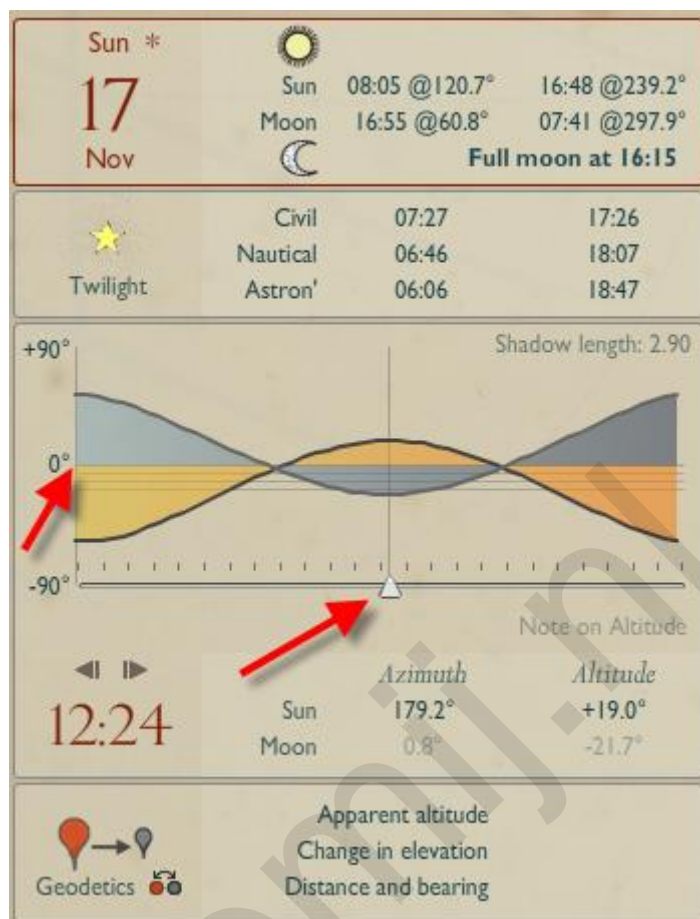 Sun *
17
Nov
Sun 08:05 @120.7° 16:48 @239.2°
Moon 16:55 @60.8° 07:41 @297.9°
Full moon at 16:15
Twilight
Civil 07:27 17:26
Nautical 06:46 18:07
Astron' 06:06 18:47
Shadow length: 2.90
+90°
0°
-90°
Note on Altitude
12:24
Azimuth Altitude
Sun 179.2° +19.0°
Moon 0.8° -21.7°
Geodetics
Apparent altitude
Change in elevation
Distance and bearing